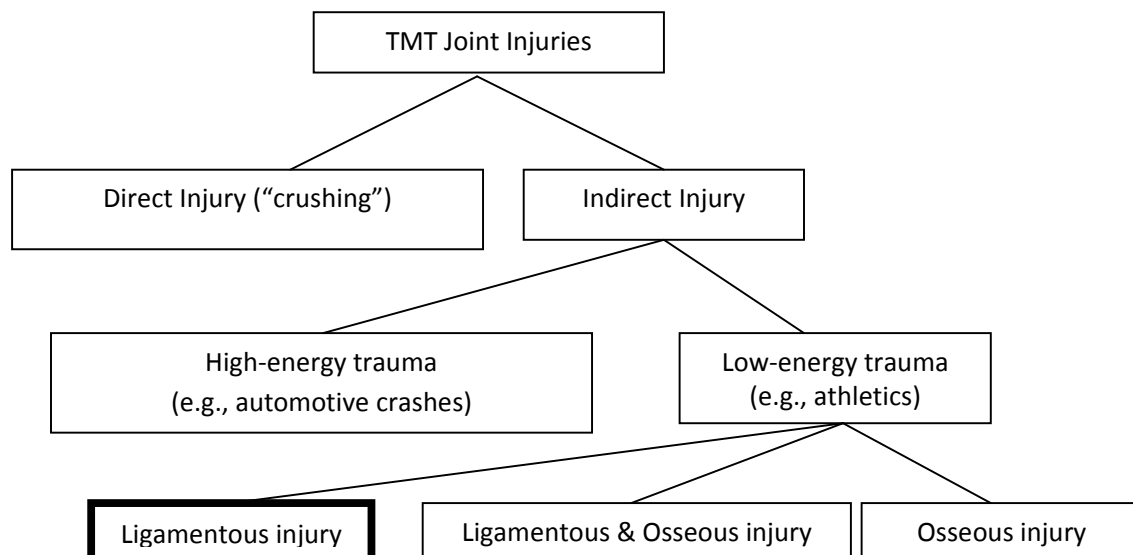 TMT Joint Injuries
Direct Injury (“crushing”)
Indirect Injury
High-energy trauma
(e.g., automotive crashes)
Low-energy trauma
(e.g., athletics)
Ligamentous injury
Ligamentous & Osseous injury
Osseous injury